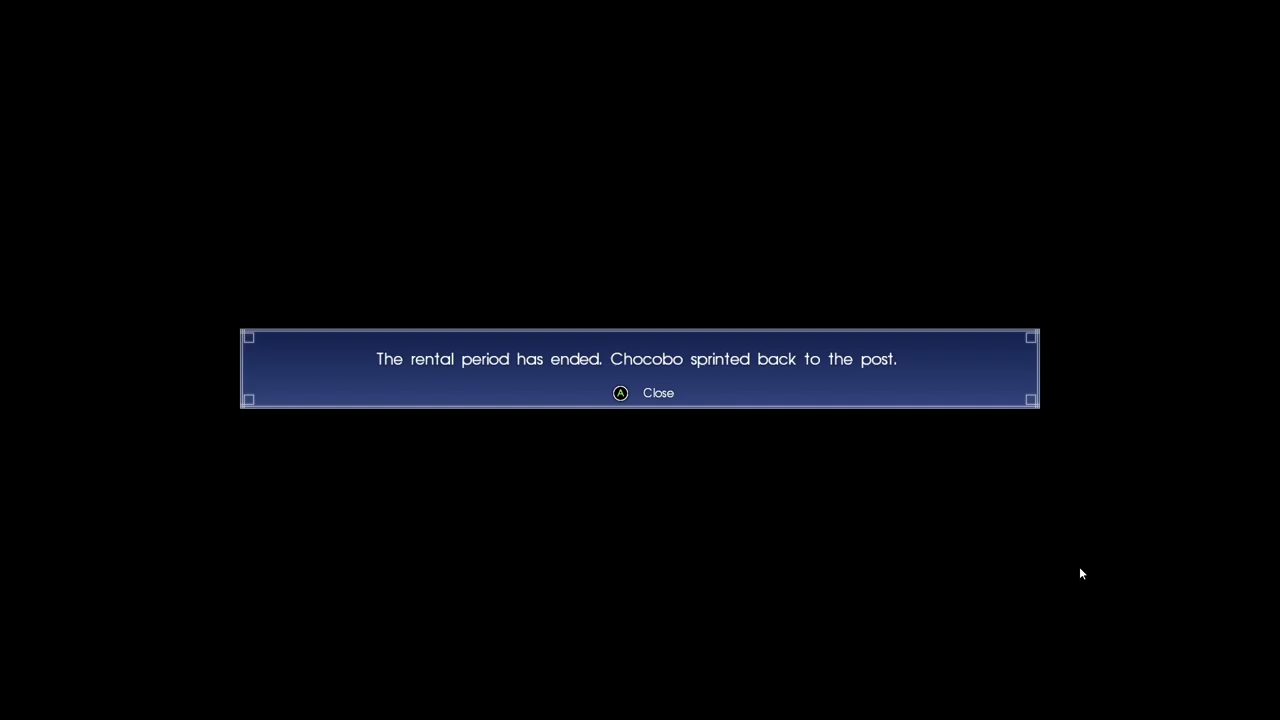 The rental period has ended. Chocobo sprinted back to the post.
A Close